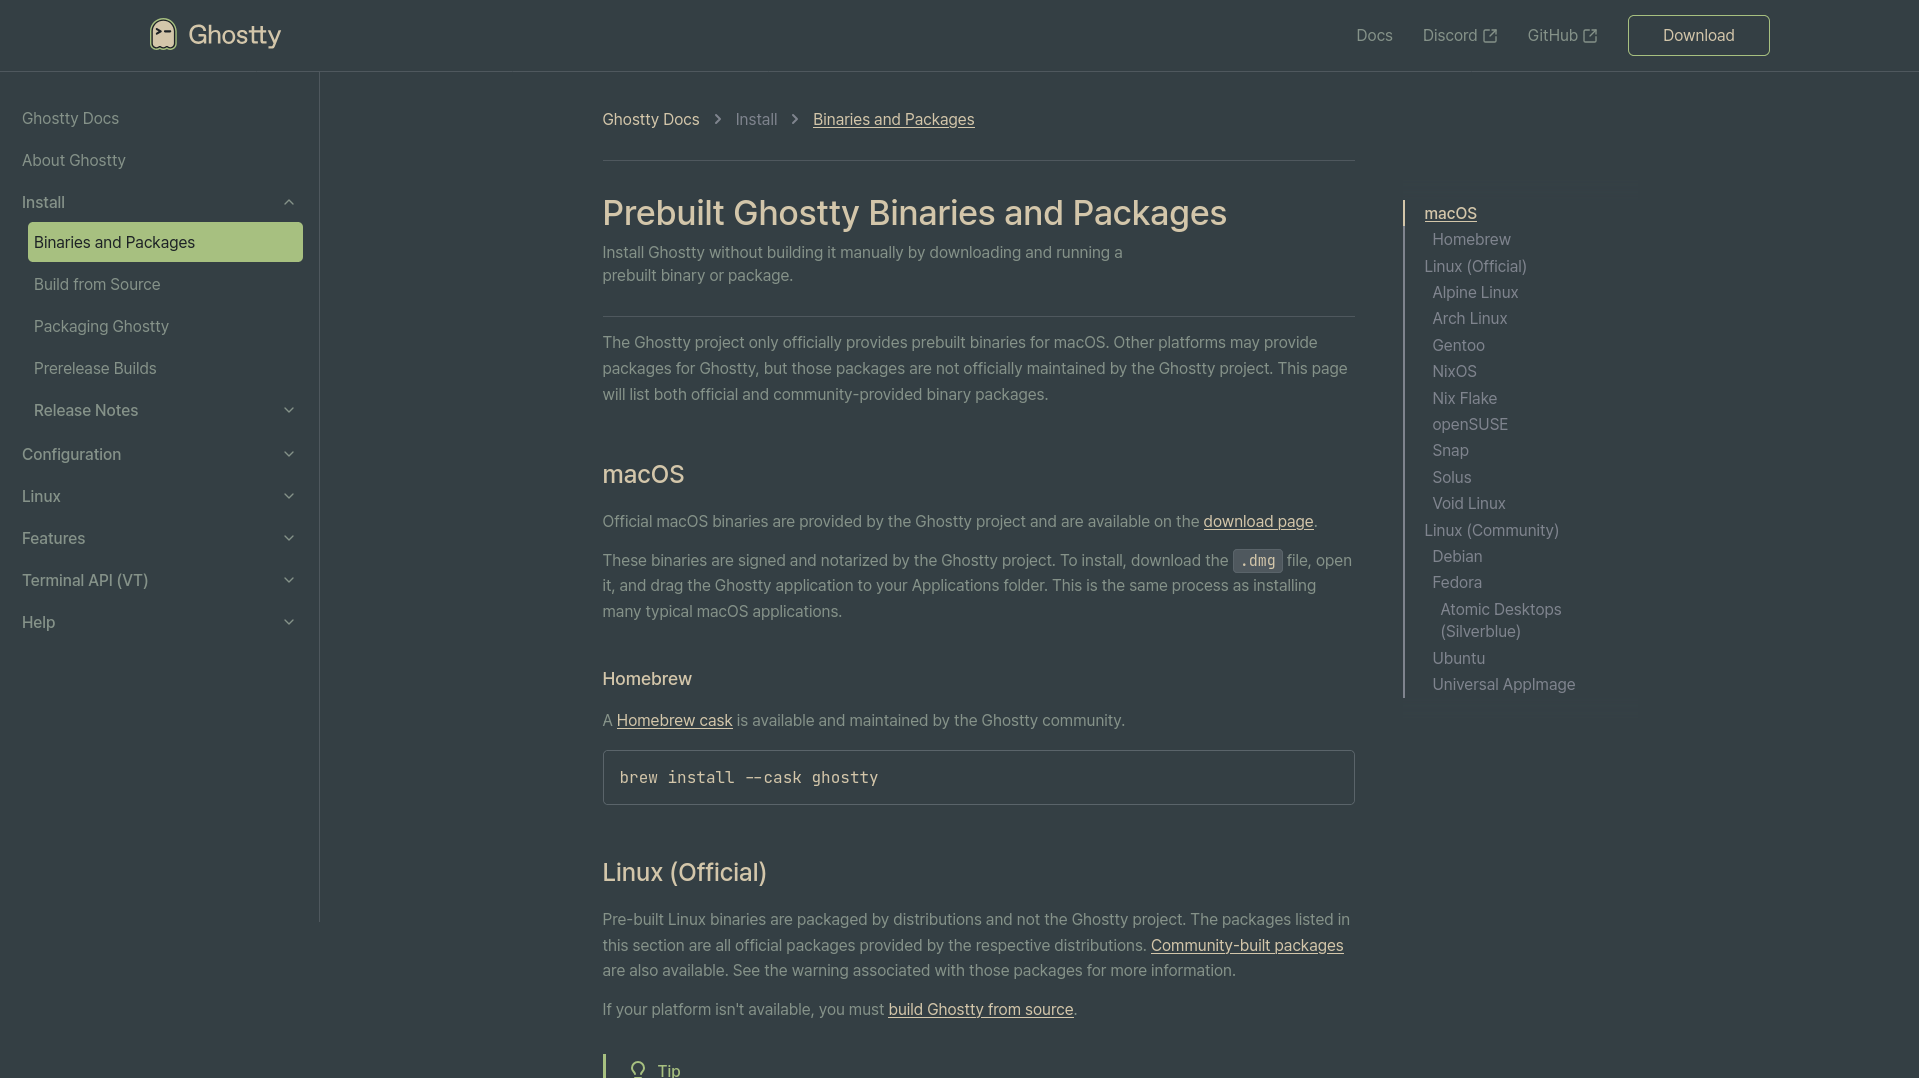 Ghostty
Docs
Discord
GitHub
Download
Ghostty Docs
About Ghostty
Install
Binaries and Packages
Build from Source
Packaging Ghostty
Prerelease Builds
Release Notes
Configuration
Linux
Features
Terminal API (VT)
Help
Ghostty Docs > Install > Binaries and Packages
Prebuilt Ghostty Binaries and Packages
Install Ghostty without building it manually by downloading and running a
prebuilt binary or package.
The Ghostty project only officially provides prebuilt binaries for macOS. Other platforms may provide
packages for Ghostty, but those packages are not officially maintained by the Ghostty project. This page
will list both official and community-provided binary packages.
macOS
Official macOS binaries are provided by the Ghostty project and are available on the download page.
These binaries are signed and notarized by the Ghostty project. To install, download the .dmg file, open
it, and drag the Ghostty application to your Applications folder. This is the same process as installing
many typical macOS applications.
Homebrew
A Homebrew cask is available and maintained by the Ghostty community.
brew install --cask ghostty
Linux (Official)
Pre-built Linux binaries are packaged by distributions and not the Ghostty project. The packages listed in
this section are all official packages provided by the respective distributions. Community-built packages
are also available. See the warning associated with those packages for more information.
If your platform isn't available, you must build Ghostty from source.
Tip
macOS
Homebrew
Linux (Official)
Alpine Linux
Arch Linux
Gentoo
NixOS
Nix Flake
openSUSE
Snap
Solus
Void Linux
Linux (Community)
Debian
Fedora
Atomic Desktops
(Silverblue)
Ubuntu
Universal AppImage